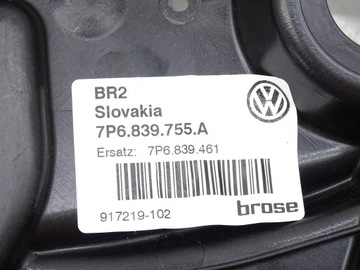 BR2
Slovakia
7P6.839.755.A
Ersatz: 7P6.839.461
917219-102
brose